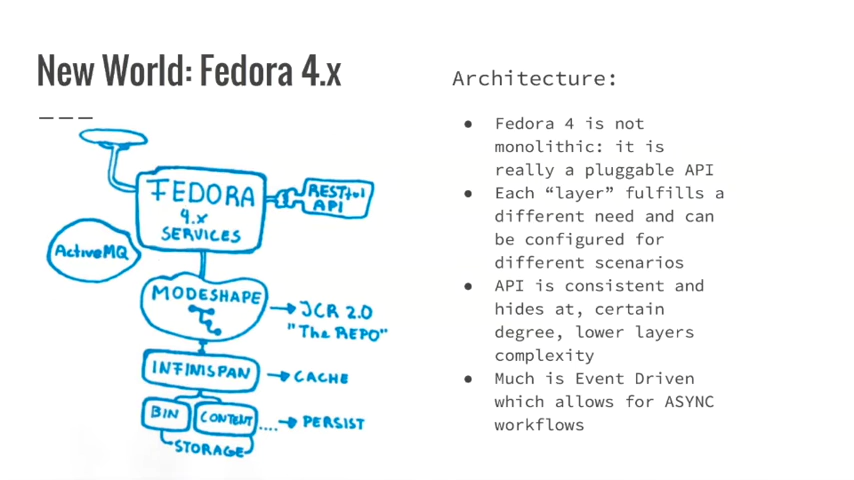 New World: Fedora 4.x
FEDORA
4.x
SERVICES
RESTful
API
ActiveMQ
MODESHAPE
JCR 2.0
"The REPO"
INFINISPAN
CACHE
BIN
CONTENT
....
PERSIST
STORAGE
Architecture:
● Fedora 4 is not
monolithic: it is
really a pluggable API
● Each “layer” fulfills a
different need and can
be configured for
different scenarios
● API is consistent and
hides at, certain
degree, lower layers
complexity
● Much is Event Driven
which allows for ASYNC
workflows